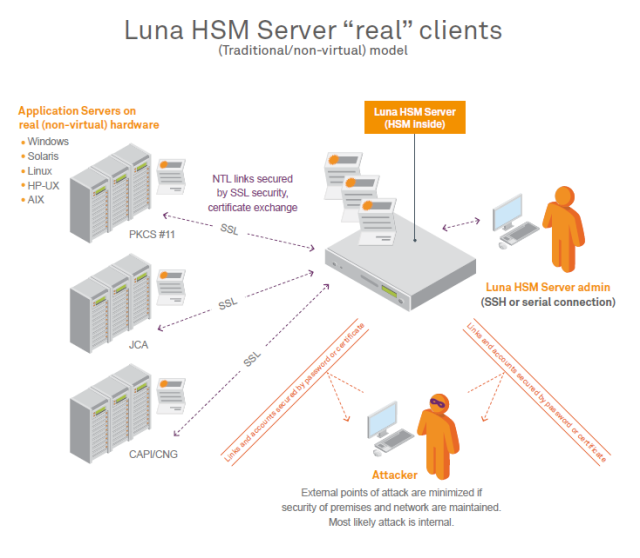 Luna HSM Server “real” clients
(Traditional/non-virtual) model
Application Servers on
real (non-virtual) hardware
• Windows
• Solaris
• Linux
• HP-UX
• AIX
PKCS #11
JCA
CAPI/CNG
NTL links secured
by SSL security,
certificate exchange
SSL
SSL
SSL
Luna HSM Server
(HSM Inside)
Luna HSM Server admin
(SSH or serial connection)
Links and accounts secured by password or certificate
Links and accounts secured by password or certificate
Attacker
External points of attack are minimized if
security of premises and network are maintained.
Most likely attack is internal.